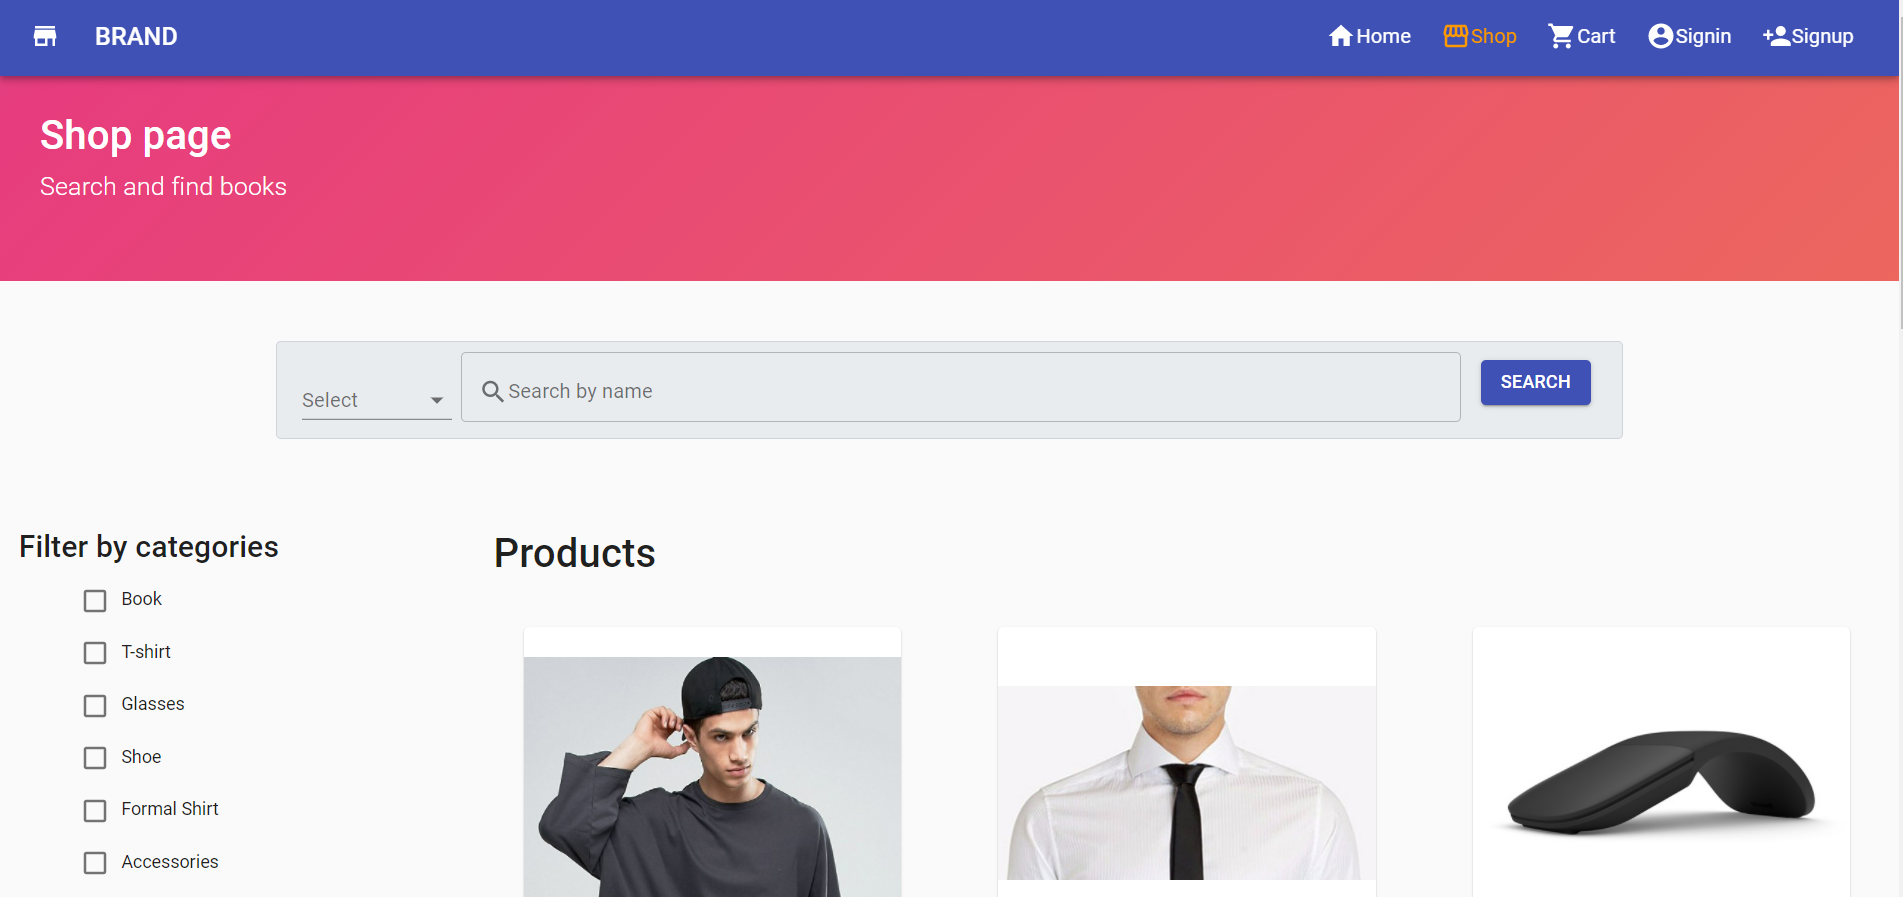 BRAND
Home
Shop
Cart
Signin
Signup
Shop page
Search and find books
Select
Search by name
SEARCH
Filter by categories
Book
T-shirt
Glasses
Shoe
Formal Shirt
Accessories
Products